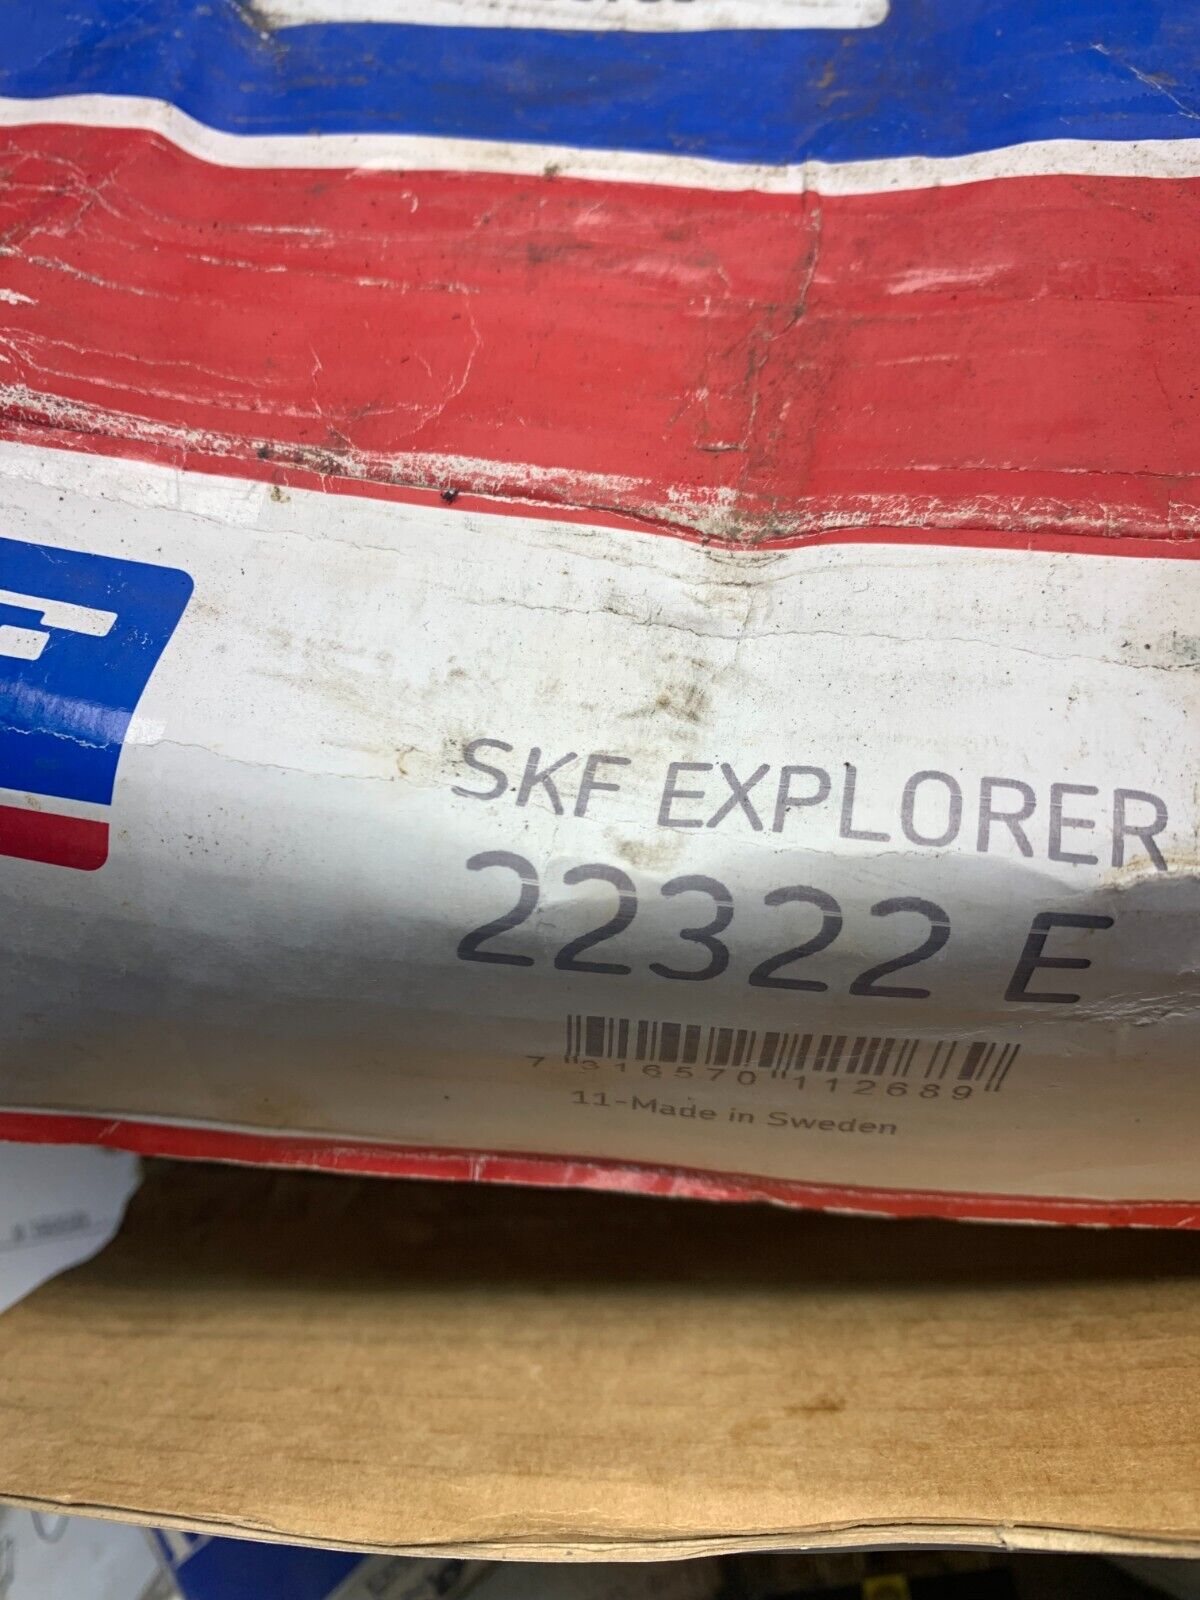 SKF EXPLORER
22322 E
7 316570 112689
11-Made in Sweden